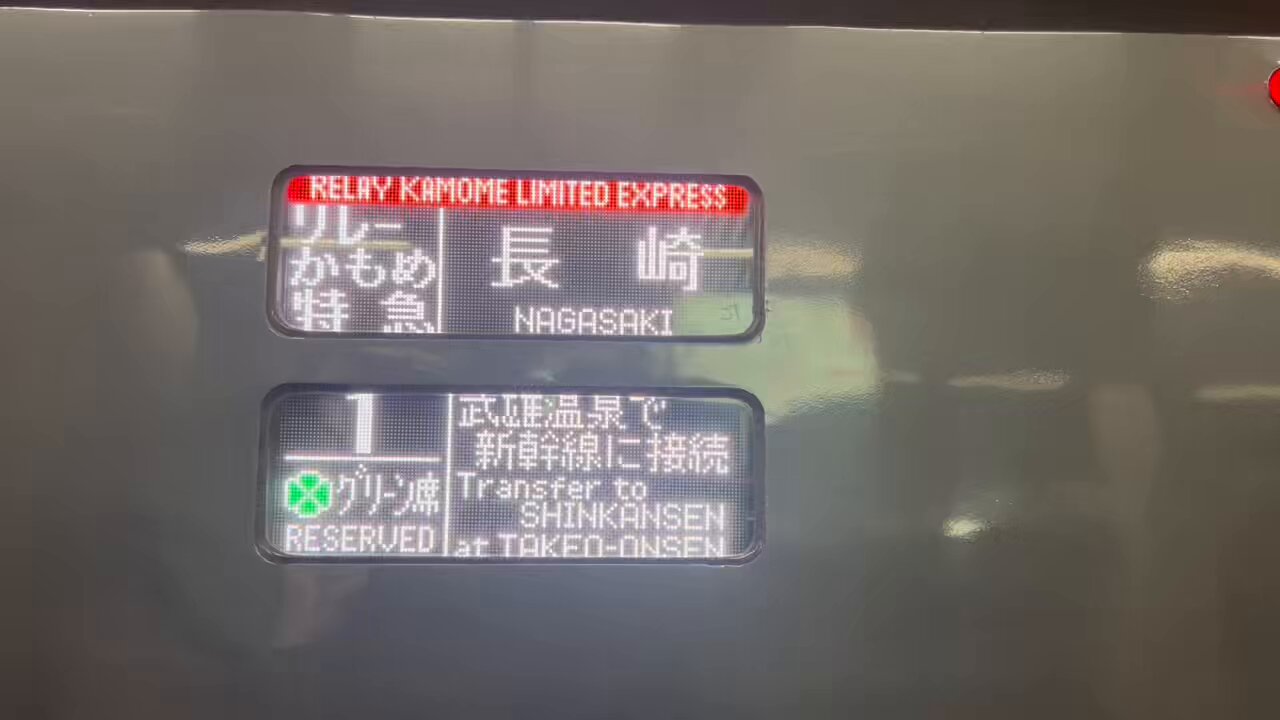 RELAY KAMOME LIMITED EXPRESS
リレー
かもめ
特急
長崎
NAGASAKI
1
グリーン席
RESERVED
武雄温泉で
新幹線に接続
Transfer to
SHINKANSEN
at TAKEO-ONSEN